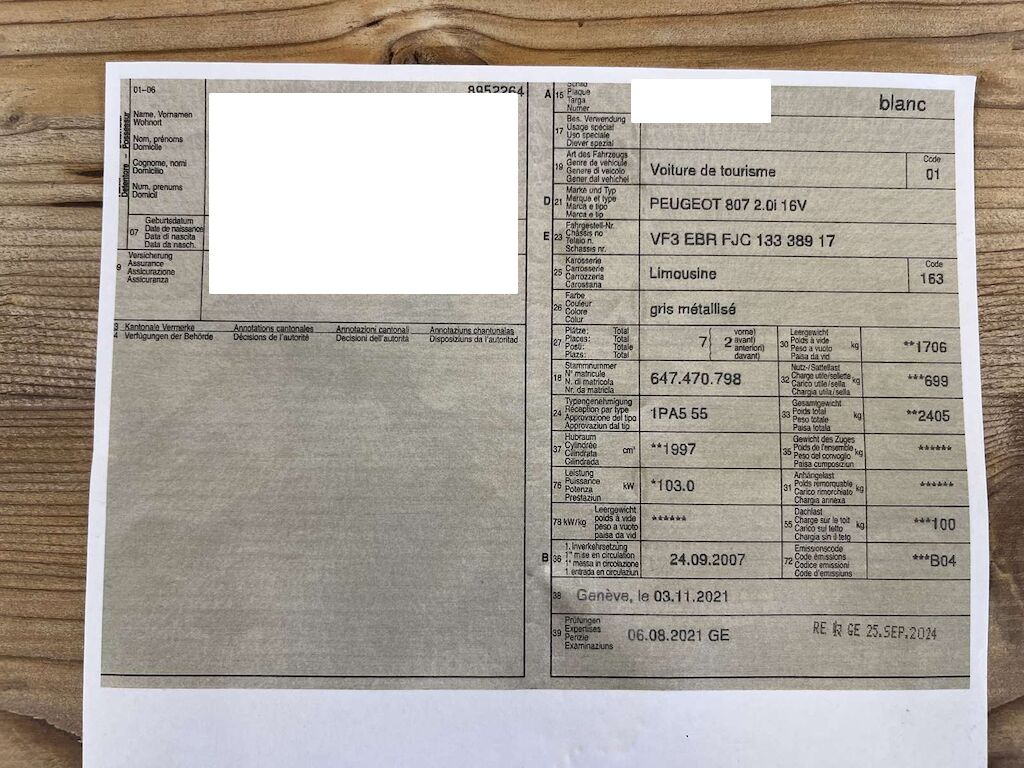 01-06
8952264
Detentore - Possessur
Name, Vornamen
Wohnort
Nom, prénoms
Domicile
Cognome, nomi
Domicilio
Num, prenums
Domicil
07
Geburtsdatum
Date de naissance
Data di nascita
Data da nasch.
9
Versicherung
Assurance
Assicurazione
Assicuranza
3 Kantonale Vermerke Annotations cantonales Annotazioni cantonali Annotaziuns chantunalas
4 Verfügungen der Behörde Décisions de l'autorité Decisioni dell'autorità Disposiziuns da l'autoritad
A 15
Schild
Plaque
Targa
Numer
blanc
17
Bes. Verwendung
Usage spécial
Uso speciale
Diever spezial
19
Art des Fahrzeugs
Genre de véhicule
Genere di veicolo
Gener dal vehichel
Voiture de tourisme
Code
01
D 21
Marke und Typ
Marque et type
Marca e tipo
Marca e tip
PEUGEOT 807 2.0i 16V
E 23
Fahrgestell-Nr.
Châssis no
Telaio n.
Schassis nr.
VF3 EBR FJC 133 389 17
25
Karosserie
Carrosserie
Carrozzeria
Carossaria
Limousine
Code
163
26
Farbe
Couleur
Colore
Colur
gris métallisé
27
Plätze: Total
Places: Total
Posti: Totale
Plazs: Total
7
2
vorne)
avant)
anteriori)
davant)
30
Leergewicht
Poids à vide
Peso a vuoto
Paisa da vid
kg
**1706
18
Stammnummer
N° matricule
N. di matricola
Nr. da matricla
647.470.798
32
Nutz-/Sattellast
Charge utile/sellette
Carico utile/sella
Chargia utila/sella
kg
***699
24
Typengenehmigung
Réception par type
Approvazione del tipo
Approvaziun dal tip
1PA5 55
33
Gesamtgewicht
Poids total
Peso totale
Paisa totala
kg
**2405
37
Hubraum
Cylindrée
Cilindrata
Cilindrada
cm³
**1997
35
Gewicht des Zuges
Poids de l'ensemble
Peso del convoglio
Paisa cumposiziun
kg
******
76
Leistung
Puissance
Potenza
Prestaziun
kW
*103.0
31
Anhängelast
Poids remorquable
Carico rimorchiato
Chargia annexa
kg
******
78 kW/kg
Leergewicht
poids à vide
peso a vuoto
paisa da vid
******
55
Dachlast
Charge sur le toit
Carico sul tetto
Chargia sin il tetg
kg
***100
B 36
1. Inverkehrsetzung
1re mise en circulation
1a messa in circolazione
1. entrada en circulaziun
24.09.2007
72
Emissionscode
Code émissions
Codice emissioni
Code d'emissiuns
***B04
38 Genève, le 03.11.2021
39
Prüfungen
Expertises
Perizie
Examinaziuns
06.08.2021 GE
GE 25.SEP.2024